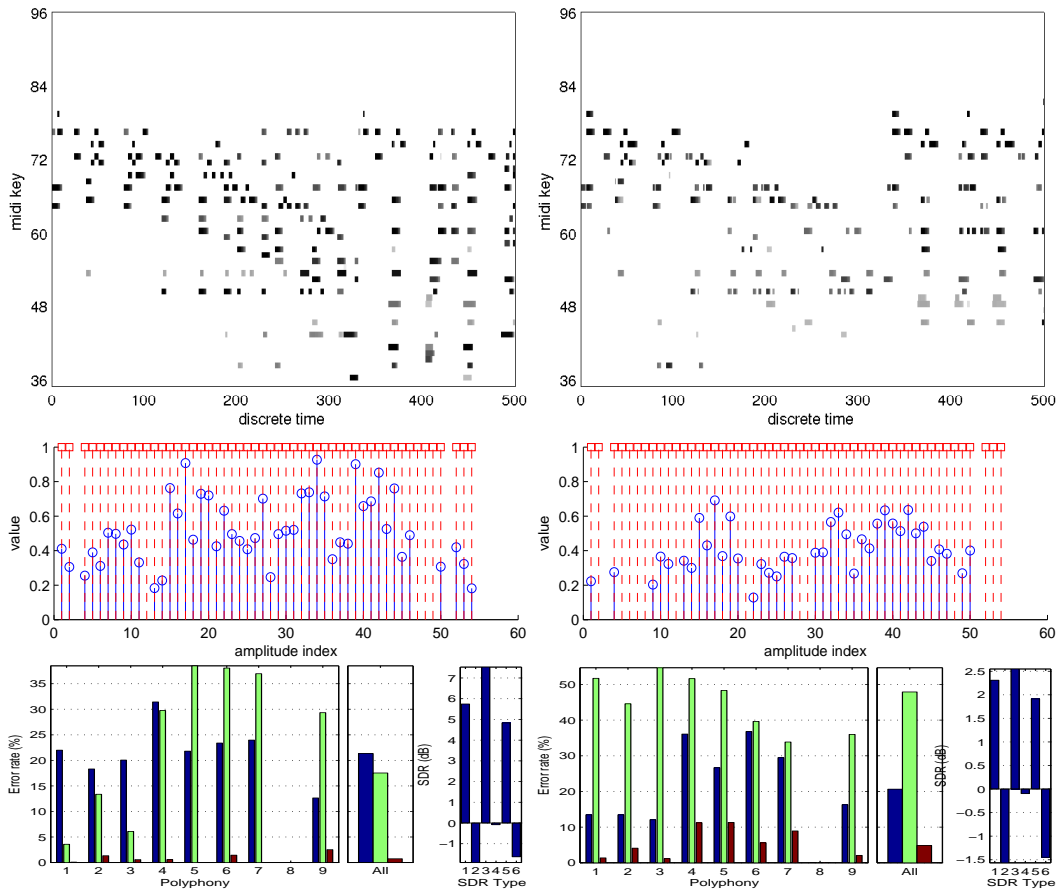 96
84
72
60
48
36
midi key
0 100 200 300 400 500
discrete time
96
84
72
60
48
36
midi key
0 100 200 300 400 500
discrete time
1
0.8
0.6
0.4
0.2
0
value
0 10 20 30 40 50 60
amplitude index
1
0.8
0.6
0.4
0.2
0
value
0 10 20 30 40 50 60
amplitude index
35
30
25
20
15
10
5
0
Error rate (%)
1 2 3 4 5 6 7 8 9
Polyphony
All
7
6
5
4
3
2
1
0
−1
SDR (dB)
1 2 3 4 5 6
SDR Type
50
40
30
20
10
0
Error rate (%)
1 2 3 4 5 6 7 8 9
Polyphony
All
2.5
2
1.5
1
0.5
0
−0.5
−1
−1.5
SDR (dB)
1 2 3 4 5 6
SDR Type